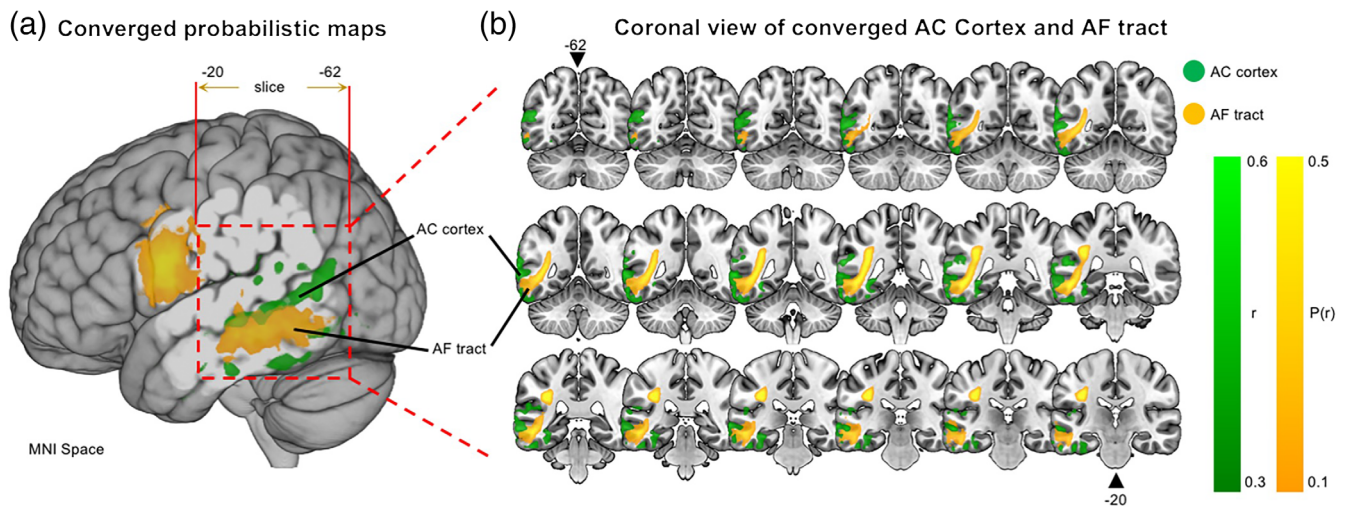 (a) Converged probabilistic maps
-20 -62
slice
AC cortex
AF tract
MNI Space
(b) Coronal view of converged AC Cortex and AF tract
-62
AC cortex
AF tract
0.6 0.5
r P(r)
0.3 0.1
-20